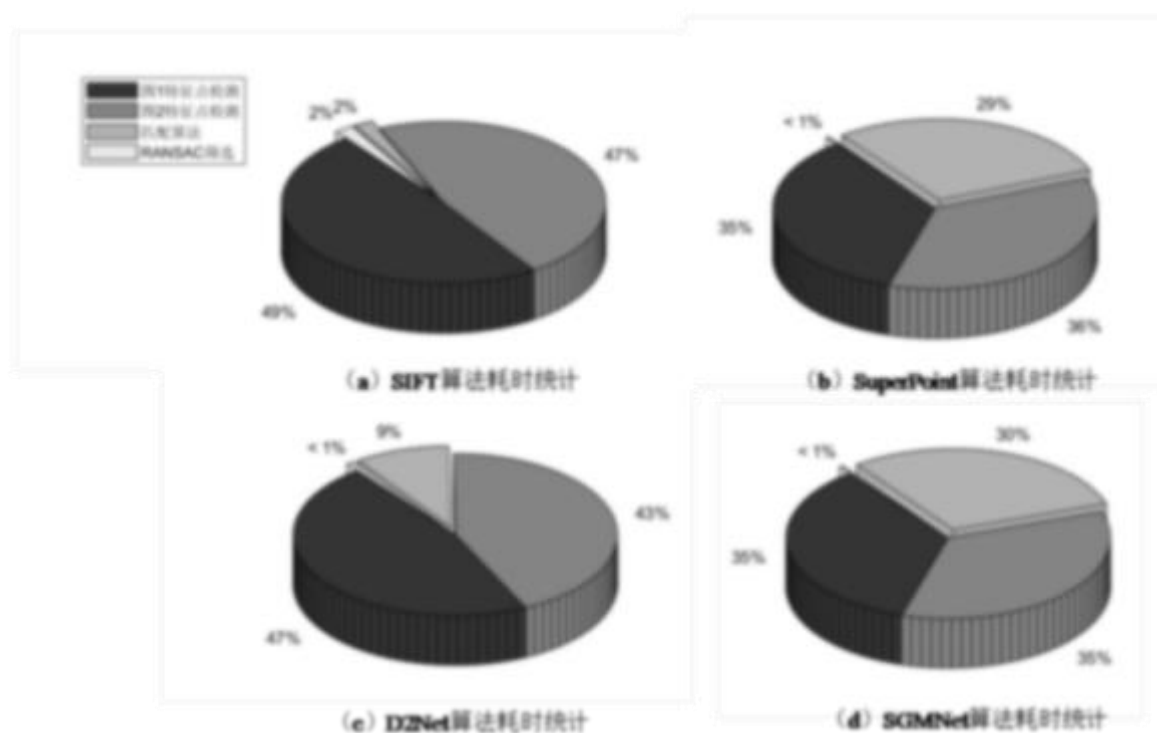 图1特征点检测
图2特征点检测
匹配算法
RANSAC筛选
2%
2%
47%
49%
(a) SIFT算法耗时统计
< 1%
29%
35%
36%
(b) SuperPoint算法耗时统计
< 1%
9%
43%
47%
(c) D2Net算法耗时统计
< 1%
30%
35%
35%
(d) SGMNet算法耗时统计